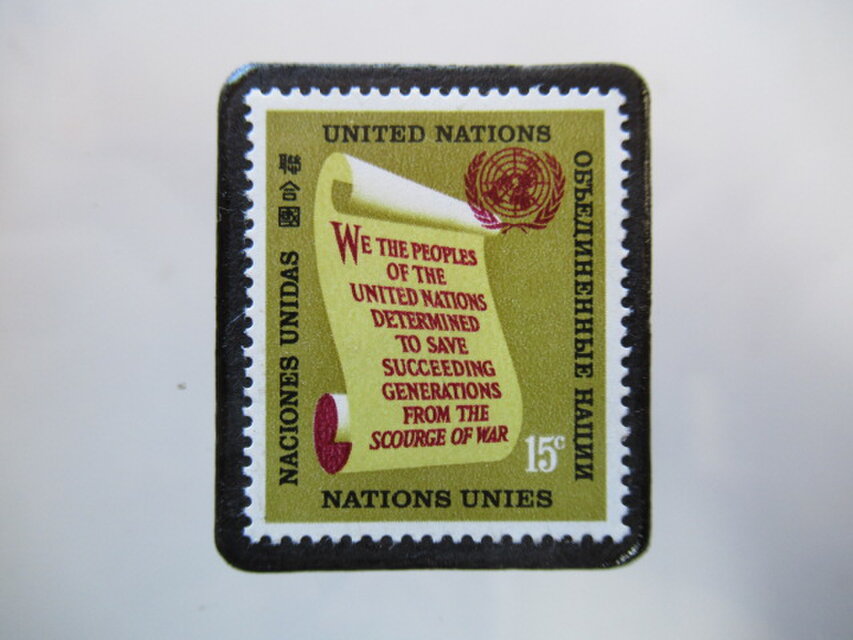 UNITED NATIONS
聯合國
NACIONES UNIDAS
ОБЪЕДИНЕННЫЕ НАЦИИ
WE THE PEOPLES
OF THE
UNITED NATIONS
DETERMINED
TO SAVE
SUCCEEDING
GENERATIONS
FROM THE
SCOURGE OF WAR
15c
NATIONS UNIES